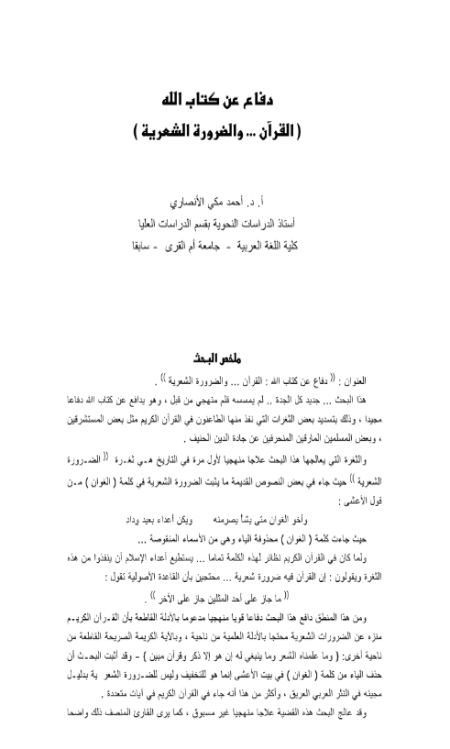 دفاع عن كتاب الله
( القرآن ... والضرورة الشعرية )
أ. د. أحمد مكي الأنصاري
أستاذ الدراسات النحوية بقسم الدراسات العليا
كلية اللغة العربية - جامعة أم القرى - سابقا
ملخص البحث
العنوان : (( دفاع عن كتاب الله : القرآن ... والضرورة الشعرية )) .
هذا البحث ... جديد كل الجدة .. لم يمسسه قلم منهجي من قبل ، وهو يدافع عن كتاب الله دفاعا
مجيدا ، وذلك بتسديد بعض الثغرات التي نفذ منها الطاعنون في القرآن الكريم مثل بعض المستشرقين
، وبعض المسلمين المارقين المنحرفين عن جادة الدين الحنيف .
والثغرة التي يعالجها هذا البحث علاجا منهجيا لأول مرة في التاريخ هـي ثغـرة (( الضـرورة
الشعرية )) حيث جاء في بعض النصوص القديمة ما يثبت الضرورة الشعرية في كلمة ( الغوان ) مـن
قول الأعشى :
وأخو الغوان متى يشأ يصرمنه ويكن أعداء بعيد وداد
حيث جاءت كلمة ( الغوان ) محذوفة الياء وهي من الأسماء المنقوصة ...
ولما كان في القرآن الكريم نظائر لهذه الكلمة تماما ... يستطيع أعداء الإسلام أن ينفذوا من هذه
الثغرة ويقولون : إن القرآن فيه ضرورة شعرية ... محتجين بأن القاعدة الأصولية تقول :
(( ما جاز على أحد المثلين جاز على الآخر )) .
ومن هذا المنطق دافع هذا البحث دفاعا قويا منهجيا مدعوما بالأدلة القاطعة بأن القـرآن الكريـم
منزه عن الضرورات الشعرية محتجا بالأدلة العلمية من ناحية ، وبالآية الكريمة الصريحة القاطعة من
ناحية أخرى: ( وما علمناه الشعر وما ينبغي له إن هو إلا ذكر وقرآن مبين ) - وقد أثبت البحـث أن
حذف الياء من كلمة ( الغوان ) في بيت الأعشى إنما هو للتخفيف وليس للضـرورة الشعر ية بدليـل
مجيئه في النثر العربي العريق ، وأكثر من هذا أنه جاء في القرآن الكريم في آيات متعددة .
وقد عالج البحث هذه القضية علاجا منهجيا غير مسبوق ، كما يرى القارئ المنصف ذلك واضحا